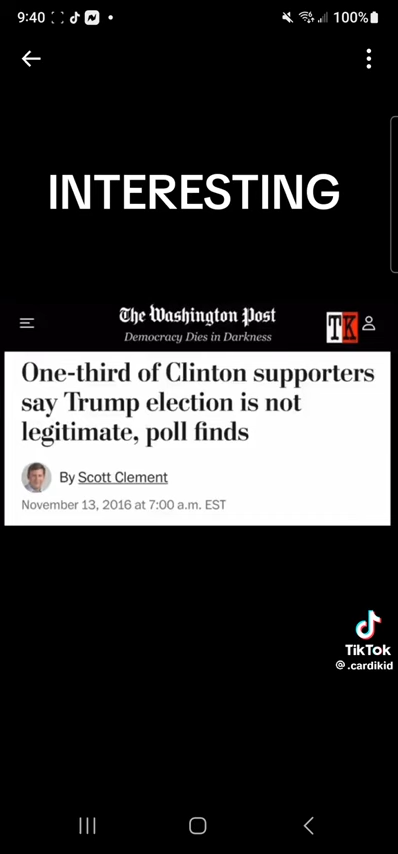 9:40
100%
INTERESTING
The Washington Post
Democracy Dies in Darkness
TK
One-third of Clinton supporters
say Trump election is not
legitimate, poll finds
By Scott Clement
November 13, 2016 at 7:00 a.m. EST
TikTok
@.cardikid